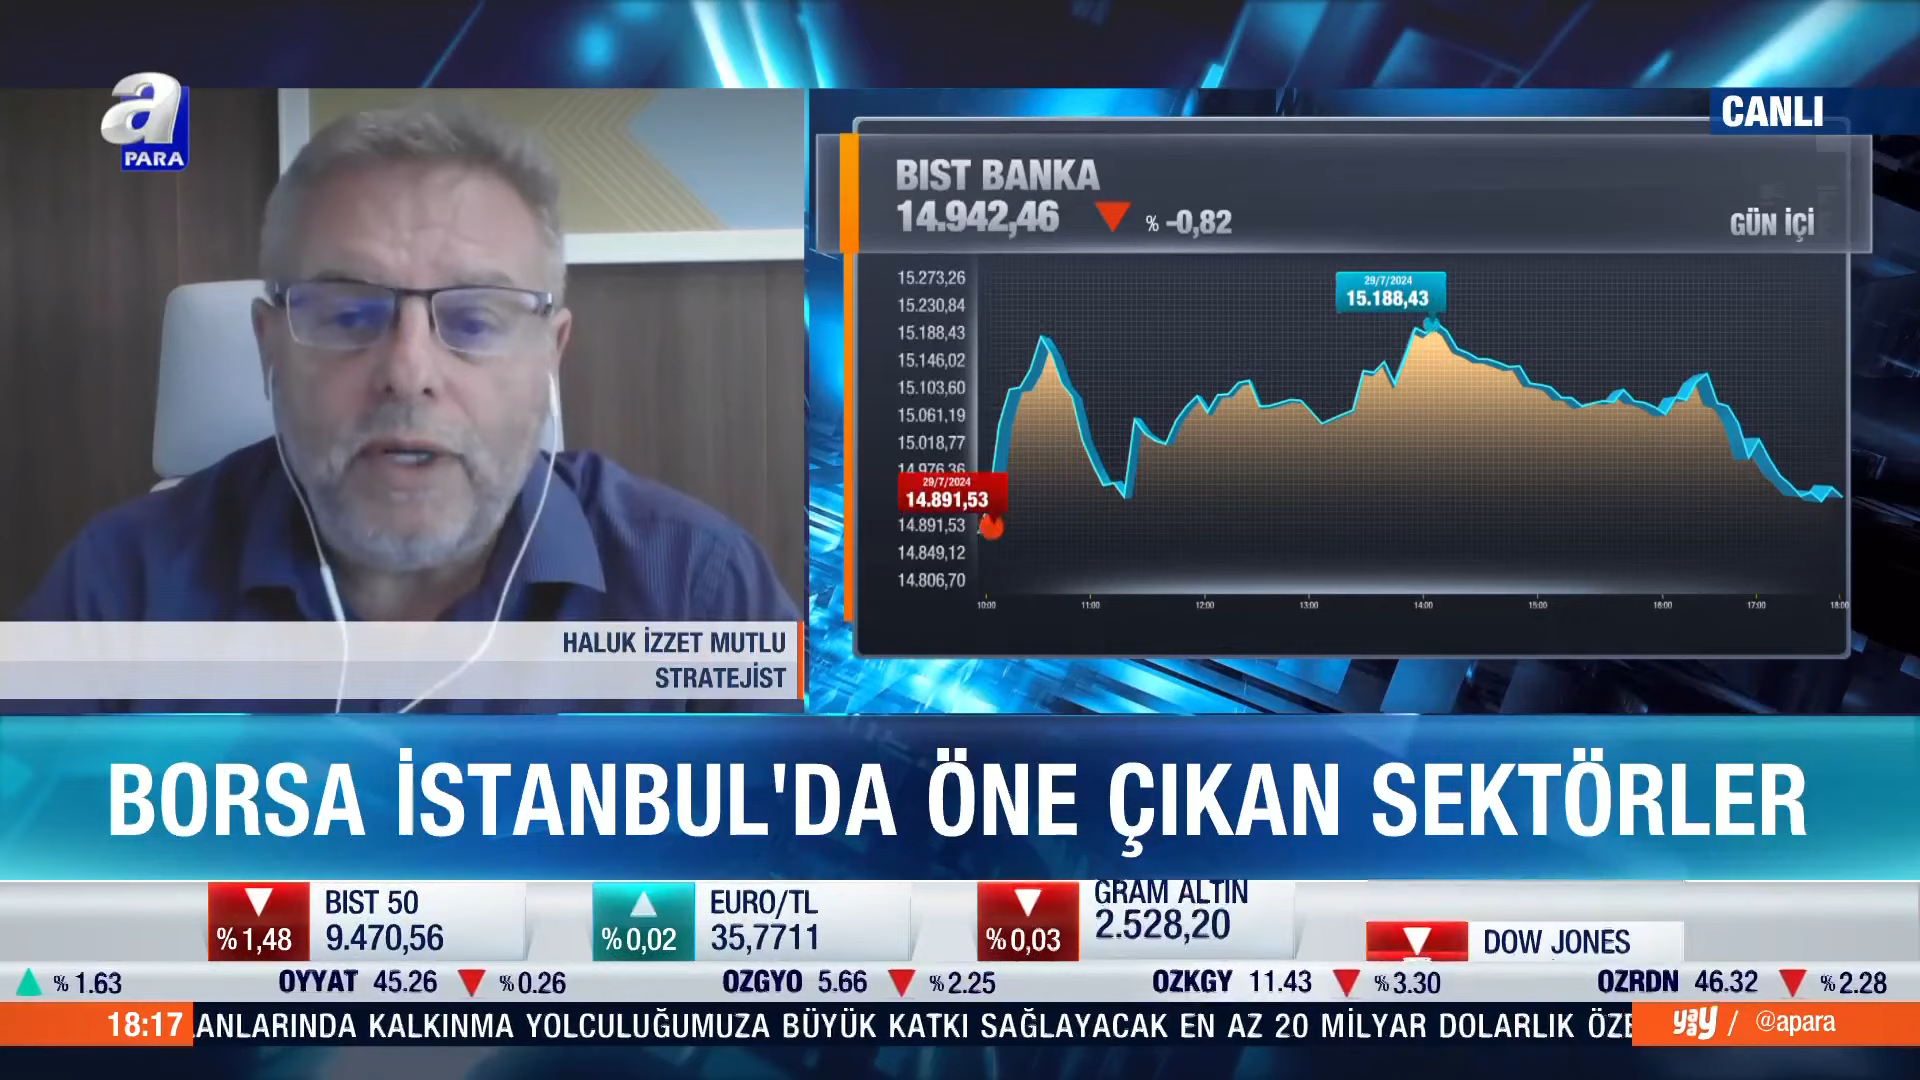 a
PARA
CANLI
BIST BANKA
14.942,46 % -0,82
GÜN İÇİ
15.273,26
15.230,84
15.188,43
15.146,02
15.103,60
15.061,19
15.018,77
14.976,36
14.891,53
14.849,12
14.806,70
29/7/2024
14.891,53
29/7/2024
15.188,43
10:00 11:00 12:00 13:00 14:00 15:00 16:00 17:00 18:00
HALUK İZZET MUTLU
STRATEJİST
BORSA İSTANBUL'DA ÖNE ÇIKAN SEKTÖRLER
%1,48 BIST 50 9.470,56
%0,02 EURO/TL 35,7711
%0,03 GRAM ALTIN 2.528,20
DOW JONES
% 1.63 OYYAT 45.26 % 0.26 OZGYO 5.66 % 2.25 OZKGY 11.43 % 3.30 OZRDN 46.32 % 2.28
18:17 LANLARINDA KALKINMA YOLCULUĞUMUZA BÜYÜK KATKI SAĞLAYACAK EN AZ 20 MİLYAR DOLARLIK ÖZE
yaay / @apara